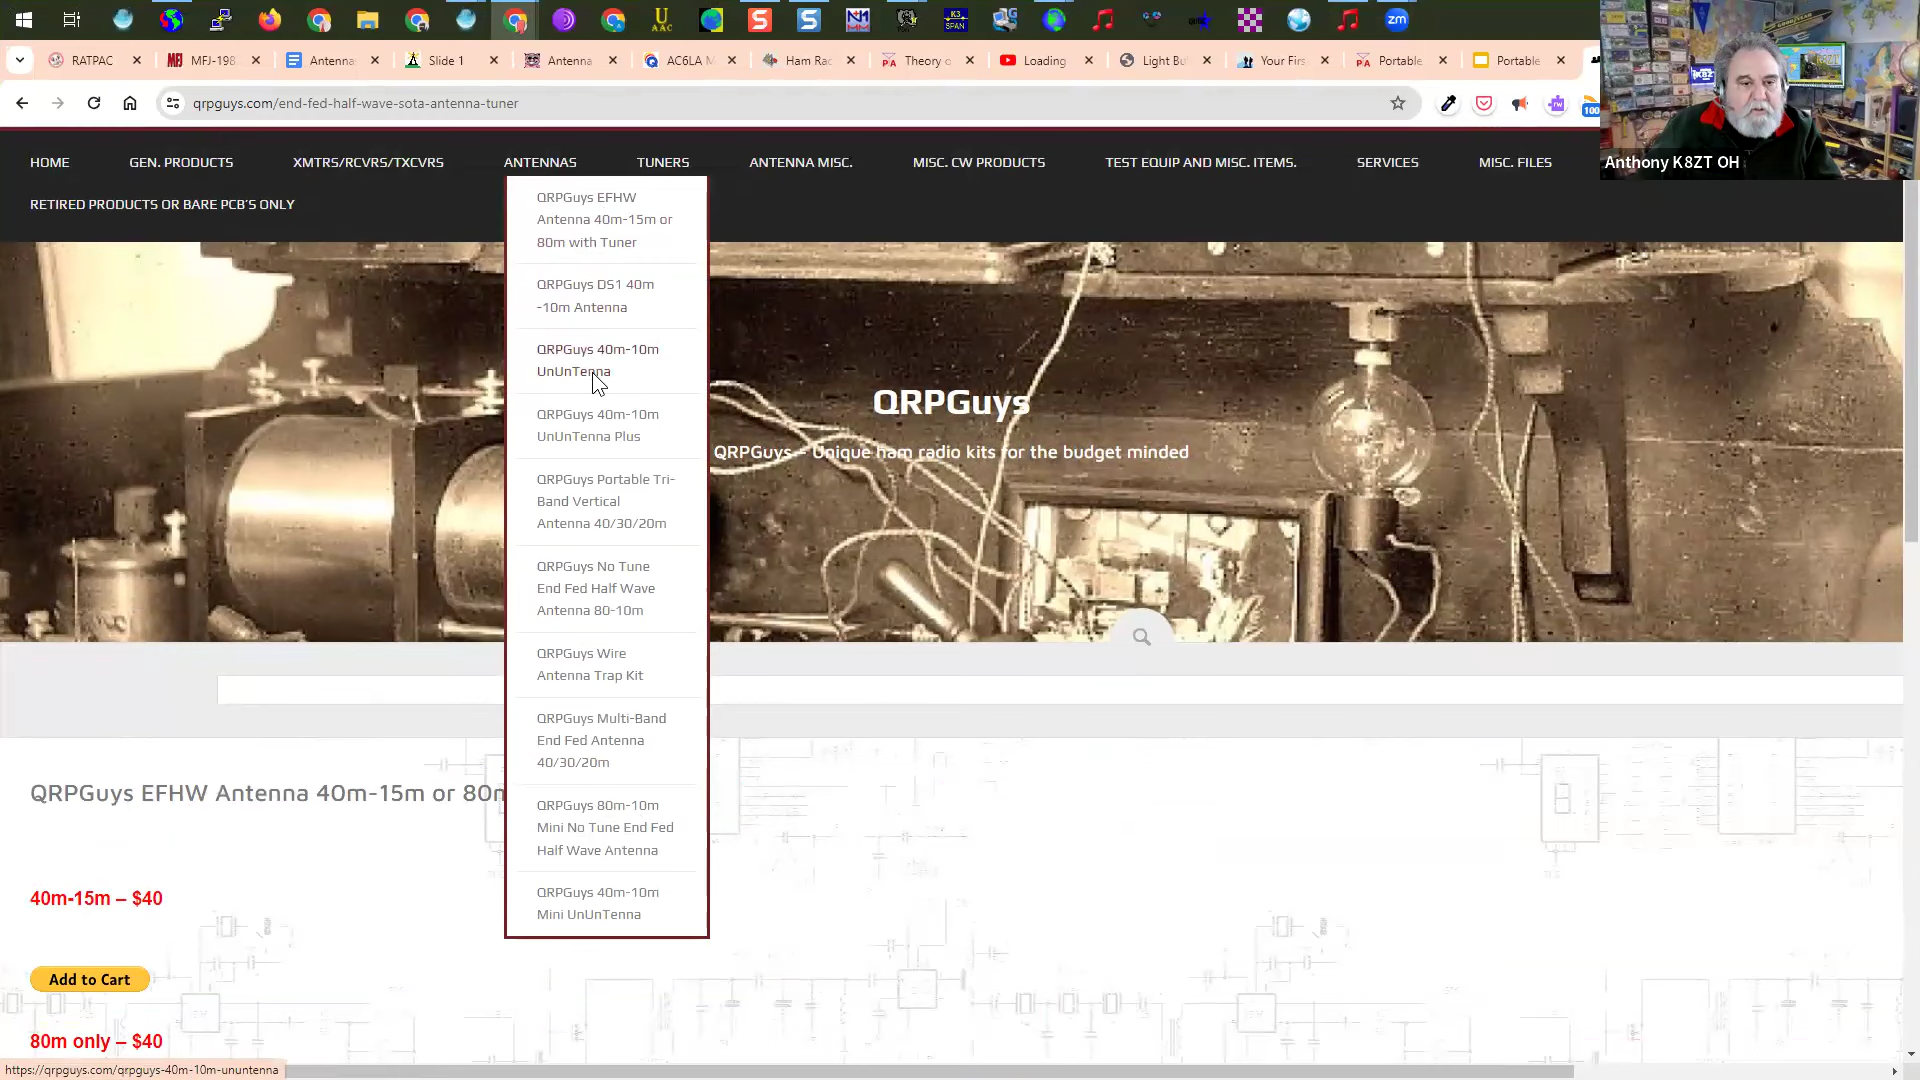 RATPAC
MFJ-198
Antenna
Slide 1
Antenna
AC6LA M
Ham Rac
Theory o
Loading
Light Bu
Your Firs
Portable
Portable
qrpguys.com/end-fed-half-wave-sota-antenna-tuner
100
Anthony K8ZT OH
HOME
GEN. PRODUCTS
XMTRS/RCVRS/TXCVRS
ANTENNAS
TUNERS
ANTENNA MISC.
MISC. CW PRODUCTS
TEST EQUIP AND MISC. ITEMS.
SERVICES
MISC. FILES
RETIRED PRODUCTS OR BARE PCB'S ONLY
QRPGuys EFHW
Antenna 40m-15m or
80m with Tuner
QRPGuys DS1 40m
-10m Antenna
QRPGuys 40m-10m
UnUnTenna
QRPGuys 40m-10m
UnUnTenna Plus
QRPGuys Portable Tri-
Band Vertical
Antenna 40/30/20m
QRPGuys No Tune
End Fed Half Wave
Antenna 80-10m
QRPGuys Wire
Antenna Trap Kit
QRPGuys Multi-Band
End Fed Antenna
40/30/20m
QRPGuys 80m-10m
Mini No Tune End Fed
Half Wave Antenna
QRPGuys 40m-10m
Mini UnUnTenna
QRPGuys
QRPGuys – Unique ham radio kits for the budget minded
QRPGuys EFHW Antenna 40m-15m or 80m
40m-15m – $40
Add to Cart
80m only – $40
https://qrpguys.com/qrpguys-40m-10m-ununtenna